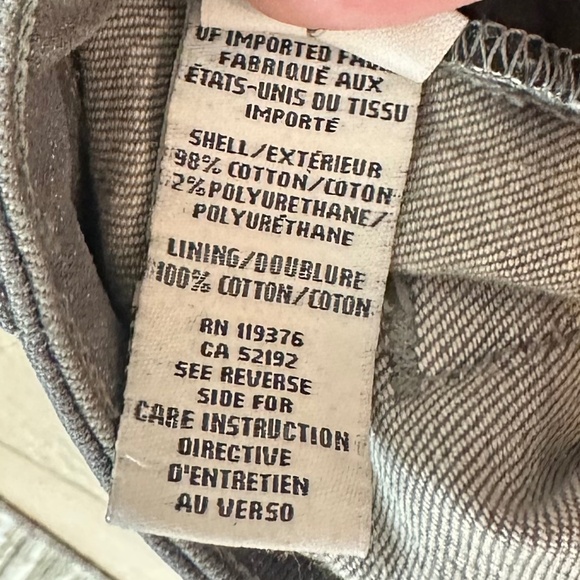 OF IMPORTED
FABRIQUÉ AUX
ÉTATS-UNIS DU TISSU
IMPORTÉ
SHELL/EXTÉRIEUR
98% COTTON/COTON
2% POLYURETHANE/
POLYURÉTHANE
LINING/DOUBLURE
100% COTTON/COTON
RN 119376
CA 52192
SEE REVERSE
SIDE FOR
CARE INSTRUCTION
DIRECTIVE
D'ENTRETIEN
AU VERSO